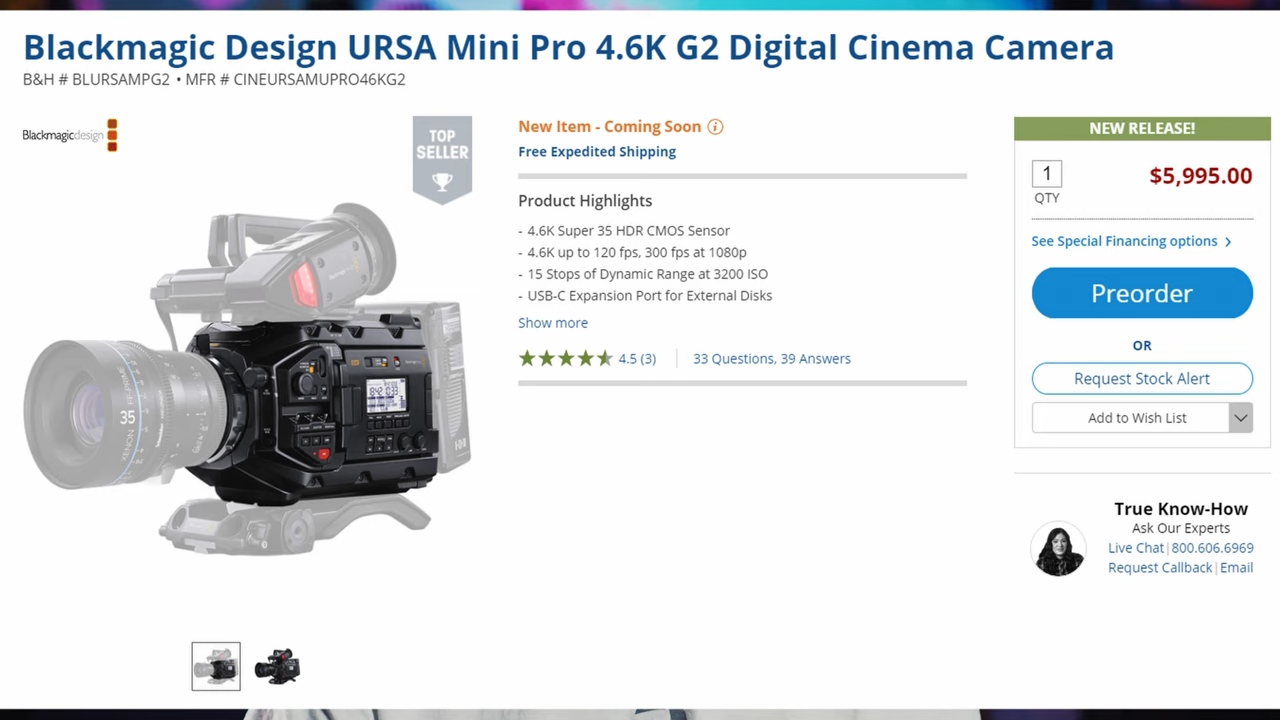 Blackmagic Design URSA Mini Pro 4.6K G2 Digital Cinema Camera
B&H # BLURSAMPG2 • MFR # CINEURSAMUPRO46KG2
Blackmagicdesign
TOP
SELLER
35
XENON
New Item - Coming Soon
Free Expedited Shipping
Product Highlights
- 4.6K Super 35 HDR CMOS Sensor
- 4.6K up to 120 fps, 300 fps at 1080p
- 15 Stops of Dynamic Range at 3200 ISO
- USB-C Expansion Port for External Disks
Show more
4.5 (3)
33 Questions, 39 Answers
NEW RELEASE!
1
$5,995.00
QTY
See Special Financing options
Preorder
OR
Request Stock Alert
Add to Wish List
True Know-How
Ask Our Experts
Live Chat | 800.606.6969
Request Callback | Email